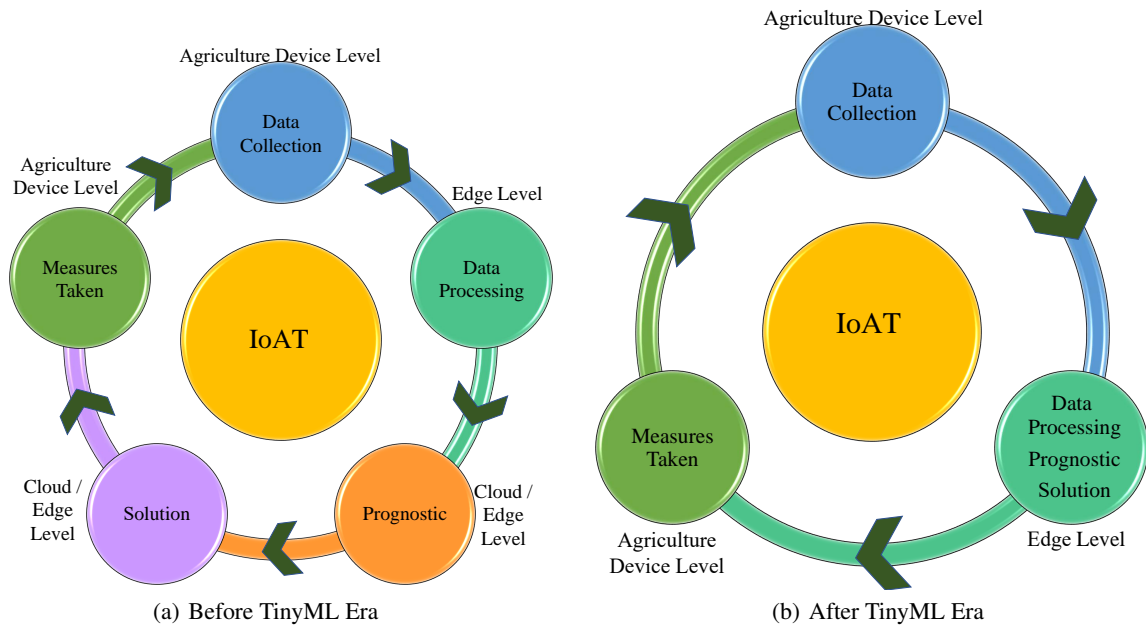 Agriculture Device Level
Data
Collection
Agriculture
Device Level
Edge Level
Measures
Taken
Data
Processing
IoAT
Cloud /
Edge
Level
Solution
Prognostic
Cloud /
Edge
Level
(a) Before TinyML Era
Agriculture Device Level
Data
Collection
IoAT
Measures
Taken
Data
Processing
Prognostic
Solution
Agriculture
Device Level
Edge Level
(b) After TinyML Era